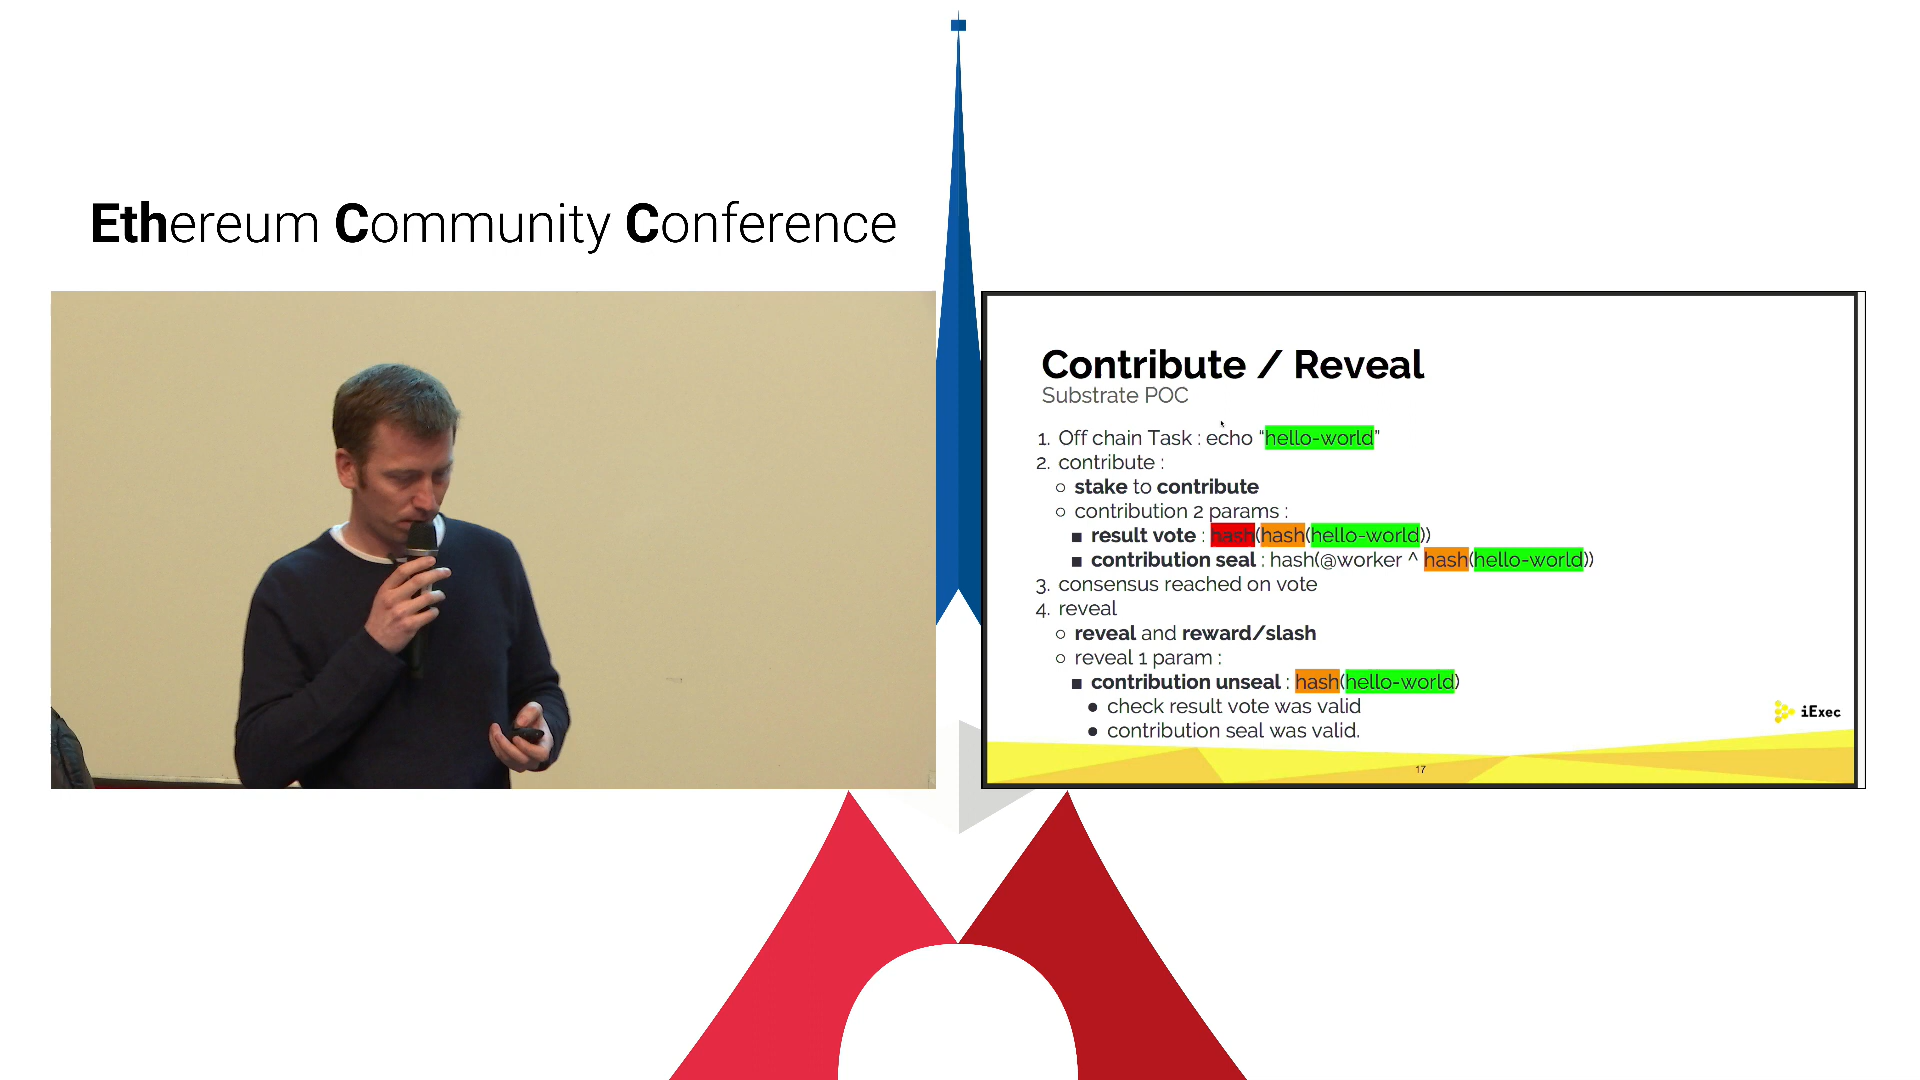 Ethereum Community Conference
Contribute / Reveal
Substrate POC
1. Off chain Task : echo “hello-world”
2. contribute :
○ stake to contribute
○ contribution 2 params :
■ result vote : hash(hash(hello-world))
■ contribution seal : hash(@worker ^ hash(hello-world))
3. consensus reached on vote
4. reveal
○ reveal and reward/slash
○ reveal 1 param :
■ contribution unseal : hash(hello-world)
● check result vote was valid
● contribution seal was valid.
iExec
17